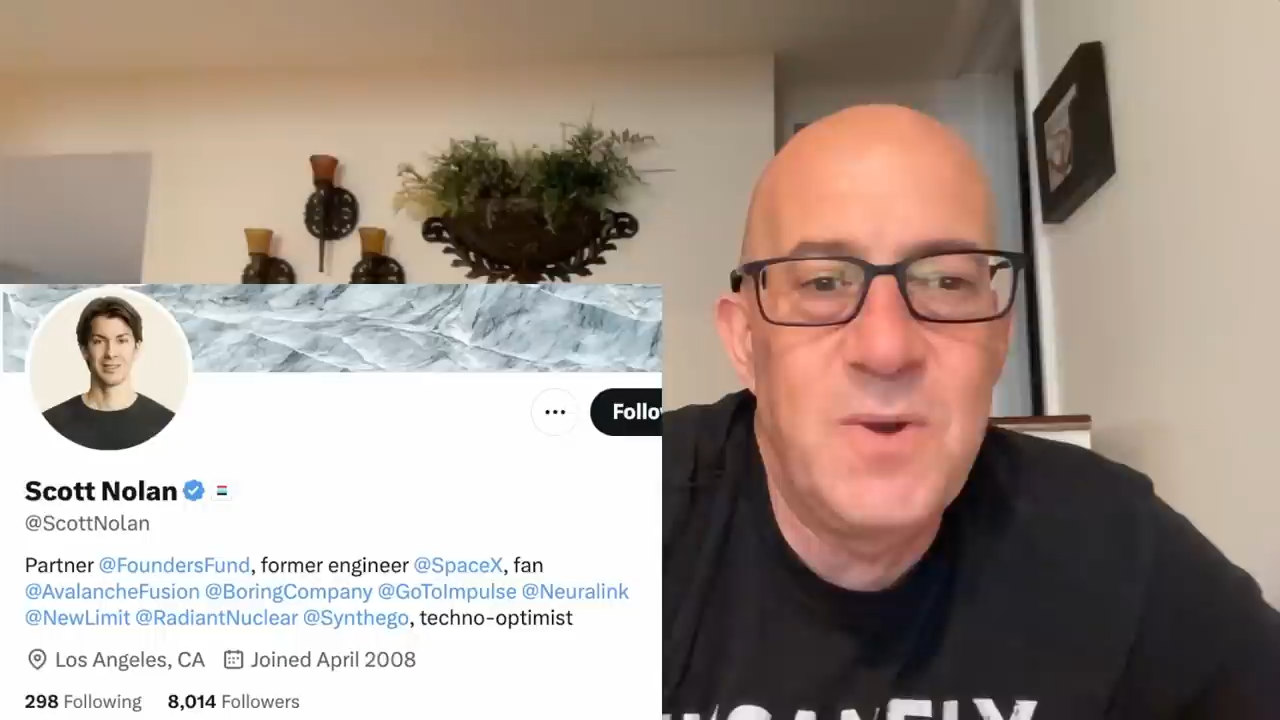 Follo
Scott Nolan
@ScottNolan
Partner @FoundersFund, former engineer @SpaceX, fan
@AvalancheFusion @BoringCompany @GoToImpulse @Neuralink
@NewLimit @RadiantNuclear @Synthego, techno-optimist
Los Angeles, CA Joined April 2008
298 Following 8,014 Followers